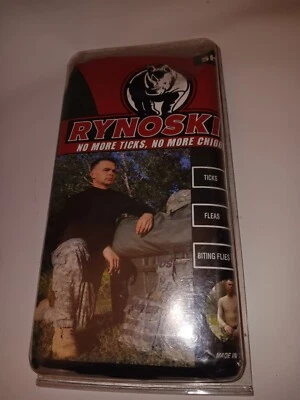 RYNOSKI
NO MORE TICKS, NO MORE CHIGG
TICKS
FLEAS
BITING FLIES
MADE IN